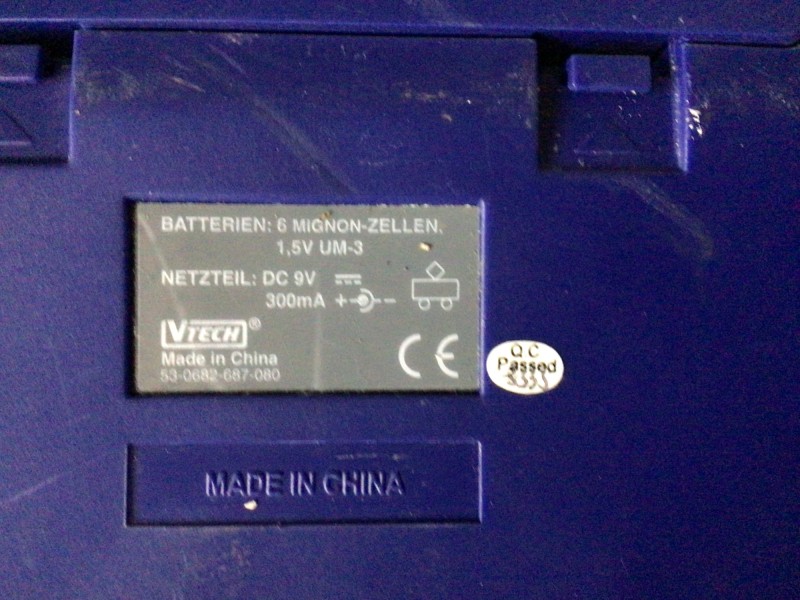 BATTERIEN: 6 MIGNON-ZELLEN.
1,5V UM-3
NETZTEIL: DC 9V
300mA + -
VTECH®
Made in China
53-0682-687-080
CE
QC
Passed
MADE IN CHINA